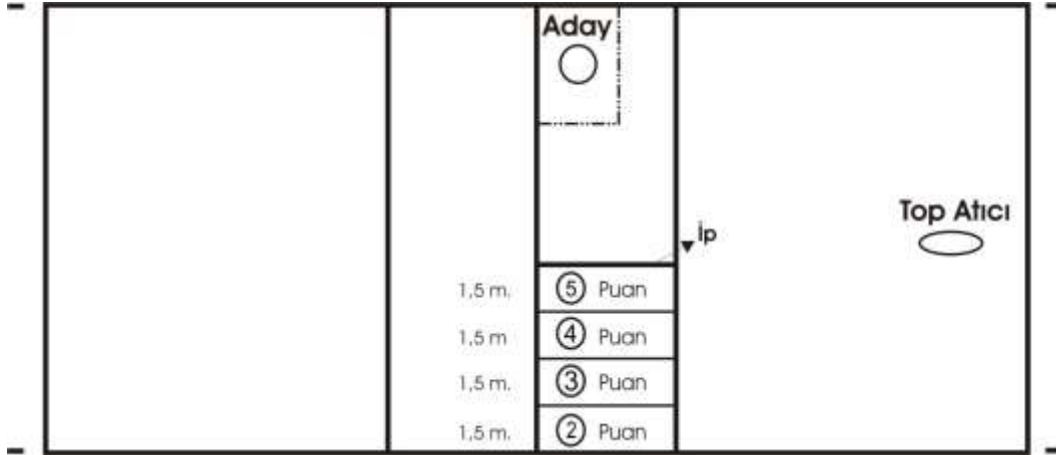 Aday
Top Atıcı
İp
1,5 m. 5 Puan
1,5 m 4 Puan
1,5 m. 3 Puan
1,5 m. 2 Puan